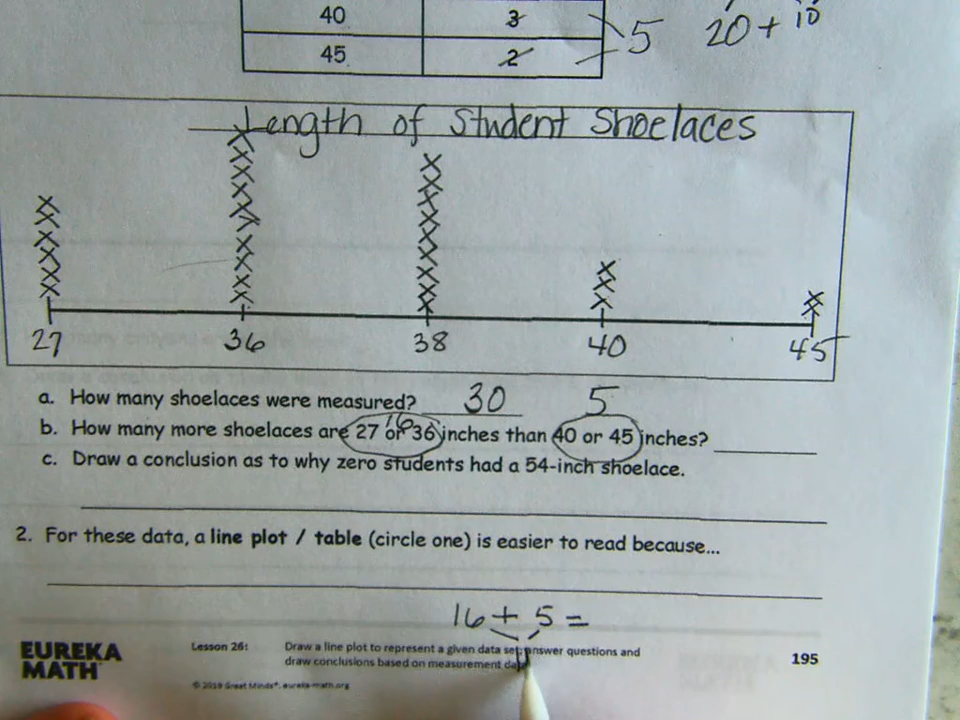 40 3 5 20 + 10
45 2
Length of Student Shoelaces
27 36 38 40 45
a. How many shoelaces were measured? 30 5
16
b. How many more shoelaces are 27 or 36 inches than 40 or 45 inches?
c. Draw a conclusion as to why zero students had a 54-inch shoelace.
2. For these data, a line plot / table (circle one) is easier to read because...
16 + 5 =
EUREKA MATH
Lesson 26: Draw a line plot to represent a given data set; answer questions and
draw conclusions based on measurement
195
© 2018 Great Minds®. eureka-math.org